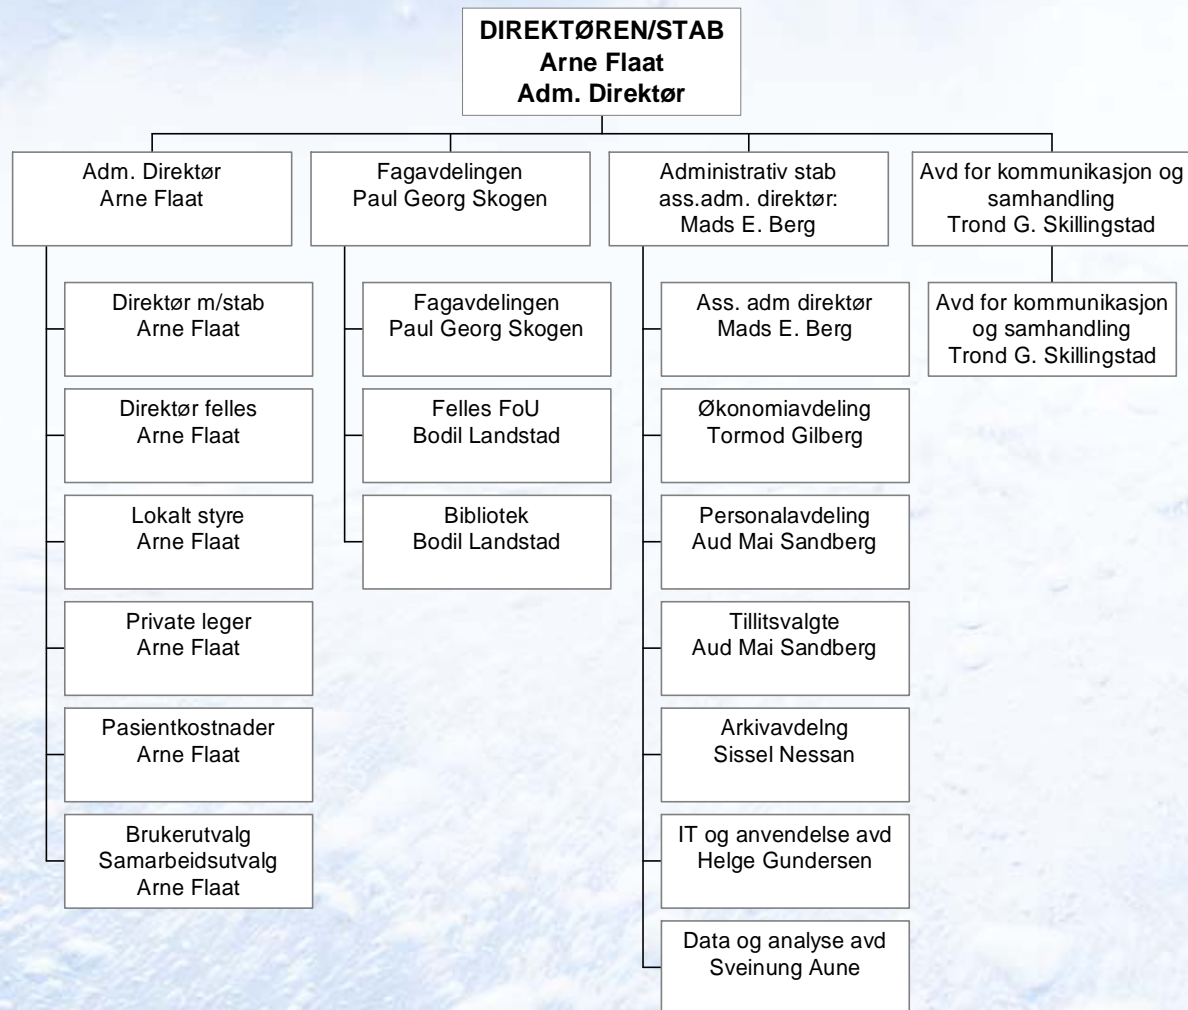 DIREKTØREN/STAB
Arne Flaat
Adm. Direktør
Adm. Direktør
Arne Flaat
Direktør m/stab
Arne Flaat
Direktør felles
Arne Flaat
Lokalt styre
Arne Flaat
Private leger
Arne Flaat
Pasientkostnader
Arne Flaat
Brukerutvalg
Samarbeidsutvalg
Arne Flaat
Fagavdelingen
Paul Georg Skogen
Fagavdelingen
Paul Georg Skogen
Felles FoU
Bodil Landstad
Bibliotek
Bodil Landstad
Administrativ stab
ass.adm. direktør:
Mads E. Berg
Ass. adm direktør
Mads E. Berg
Økonomiavdeling
Tormod Gilberg
Personalavdeling
Aud Mai Sandberg
Tillitsvalgte
Aud Mai Sandberg
Arkivavdelng
Sissel Nessan
IT og anvendelse avd
Helge Gundersen
Data og analyse avd
Sveinung Aune
Avd for kommunikasjon og
samhandling
Trond G. Skillingstad
Avd for kommunikasjon
og samhandling
Trond G. Skillingstad